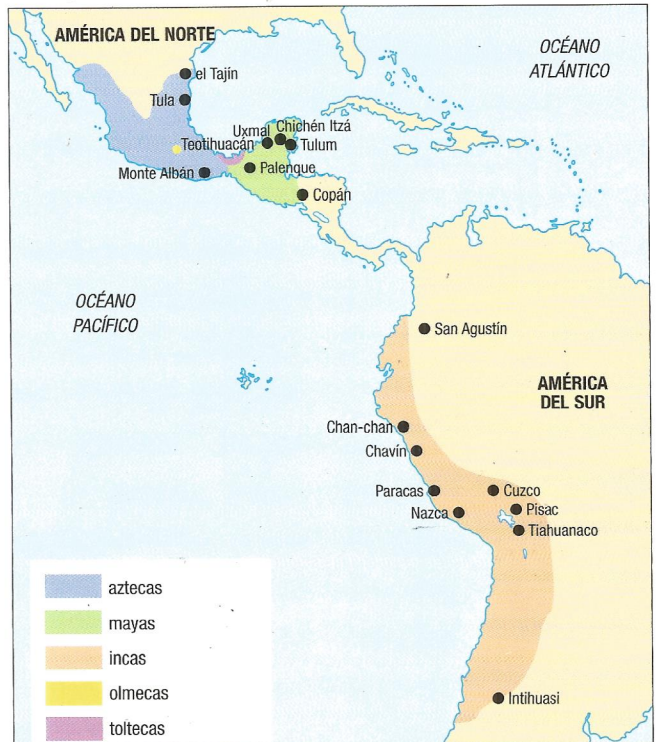 AMÉRICA DEL NORTE
OCÉANO
ATLÁNTICO
el Tajín
Tula
Uxmal
Chichén Itzá
Teotihuacán
Tulum
Monte Albán
Palenque
Copán
OCÉANO
PACÍFICO
San Agustín
AMÉRICA
DEL SUR
Chan-chan
Chavín
Paracas
Cuzco
Nazca
Pisac
Tiahuanaco
aztecas
mayas
incas
olmecas
toltecas
Intihuasi